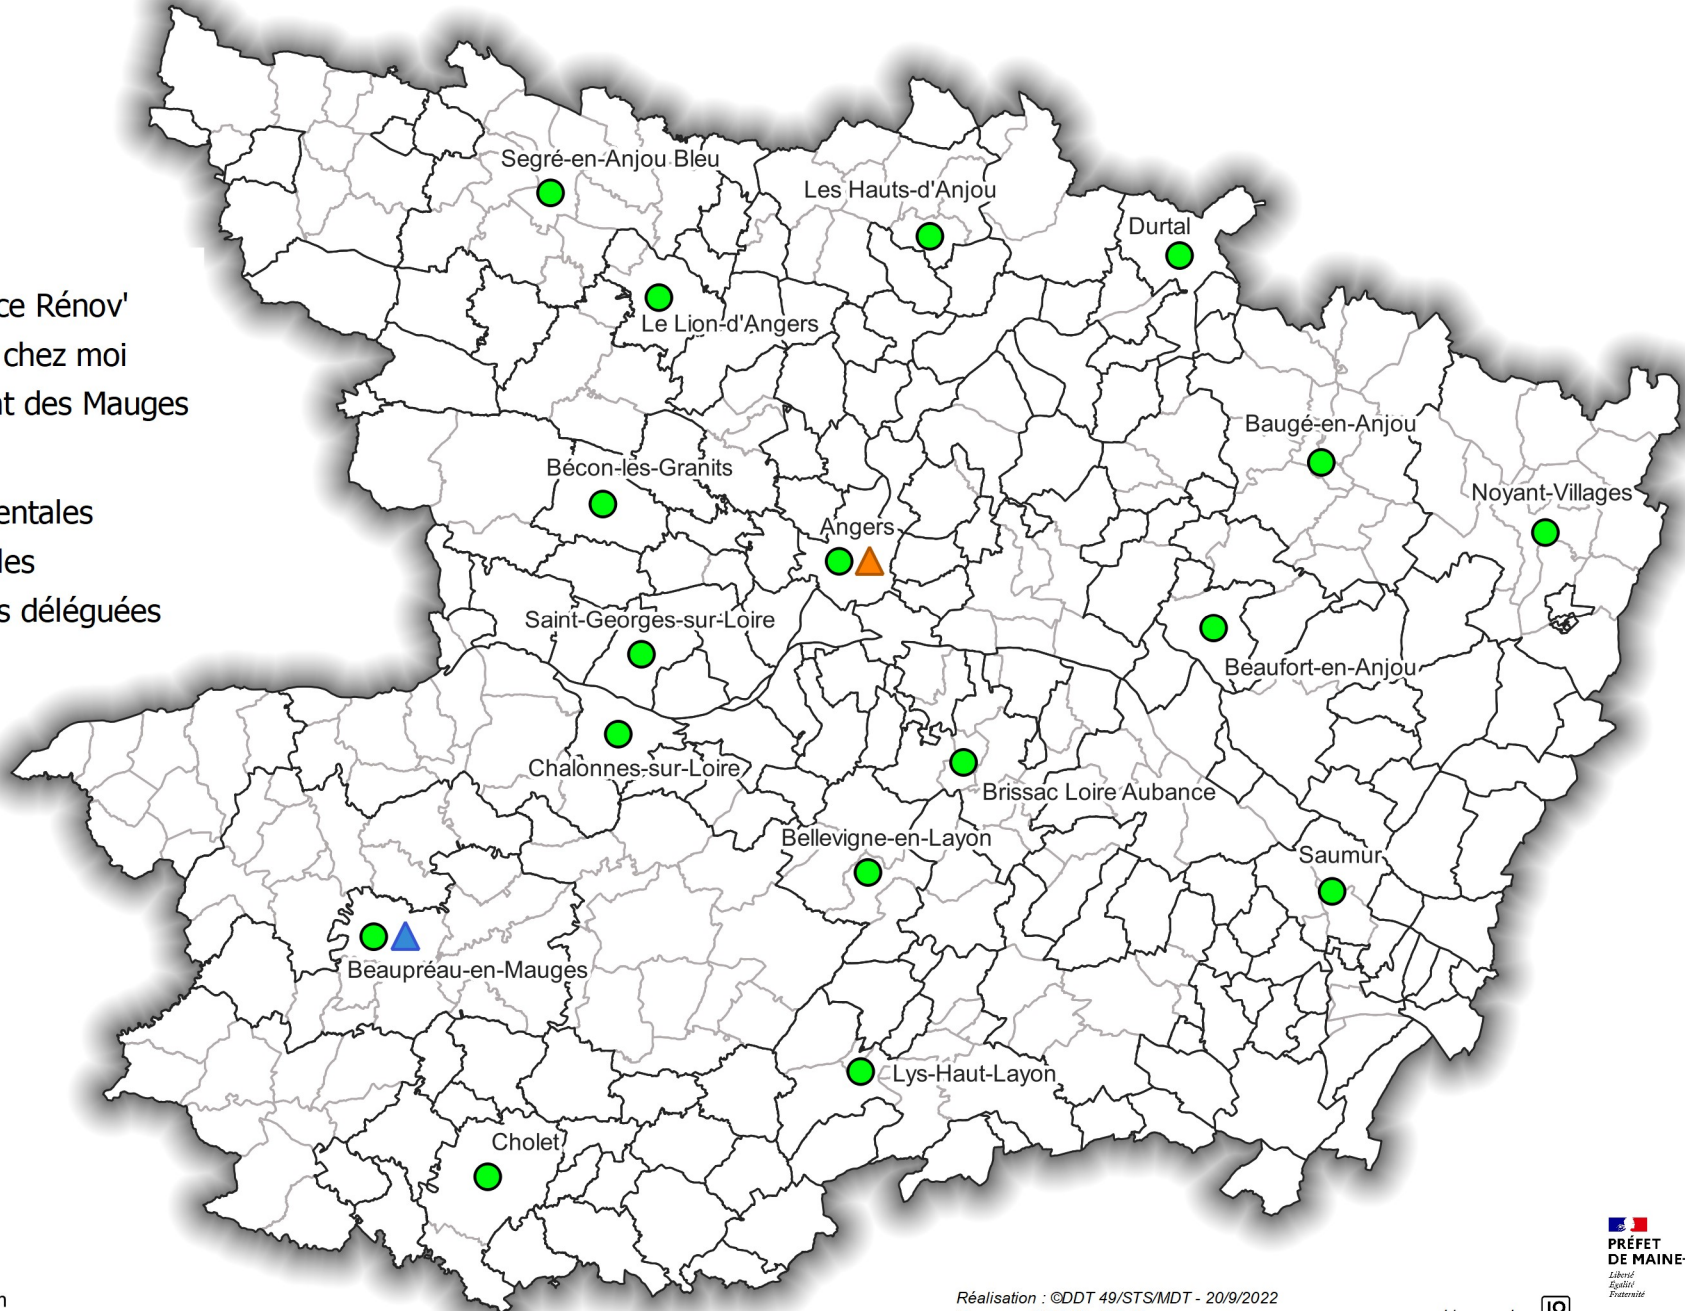 Segré-en-Anjou Bleu
Les Hauts-d'Anjou
Durtal
ce Rénov'
Le Lion-d'Angers
chez moi
t des Mauges
Baugé-en-Anjou
Bécon-les-Granits
Noyant-Villages
entales
Angers
les
s déléguées
Saint-Georges-sur-Loire
Beaufort-en-Anjou
Chalonnes-sur-Loire
Brissac Loire Aubance
Bellevigne-en-Layon
Saumur
Beaupréau-en-Mauges
Lys-Haut-Layon
Cholet
PRÉFET
DE MAINE-
Liberté
Égalité
Fraternité
Réalisation : ©DDT 49/STS/MDT - 20/9/2022